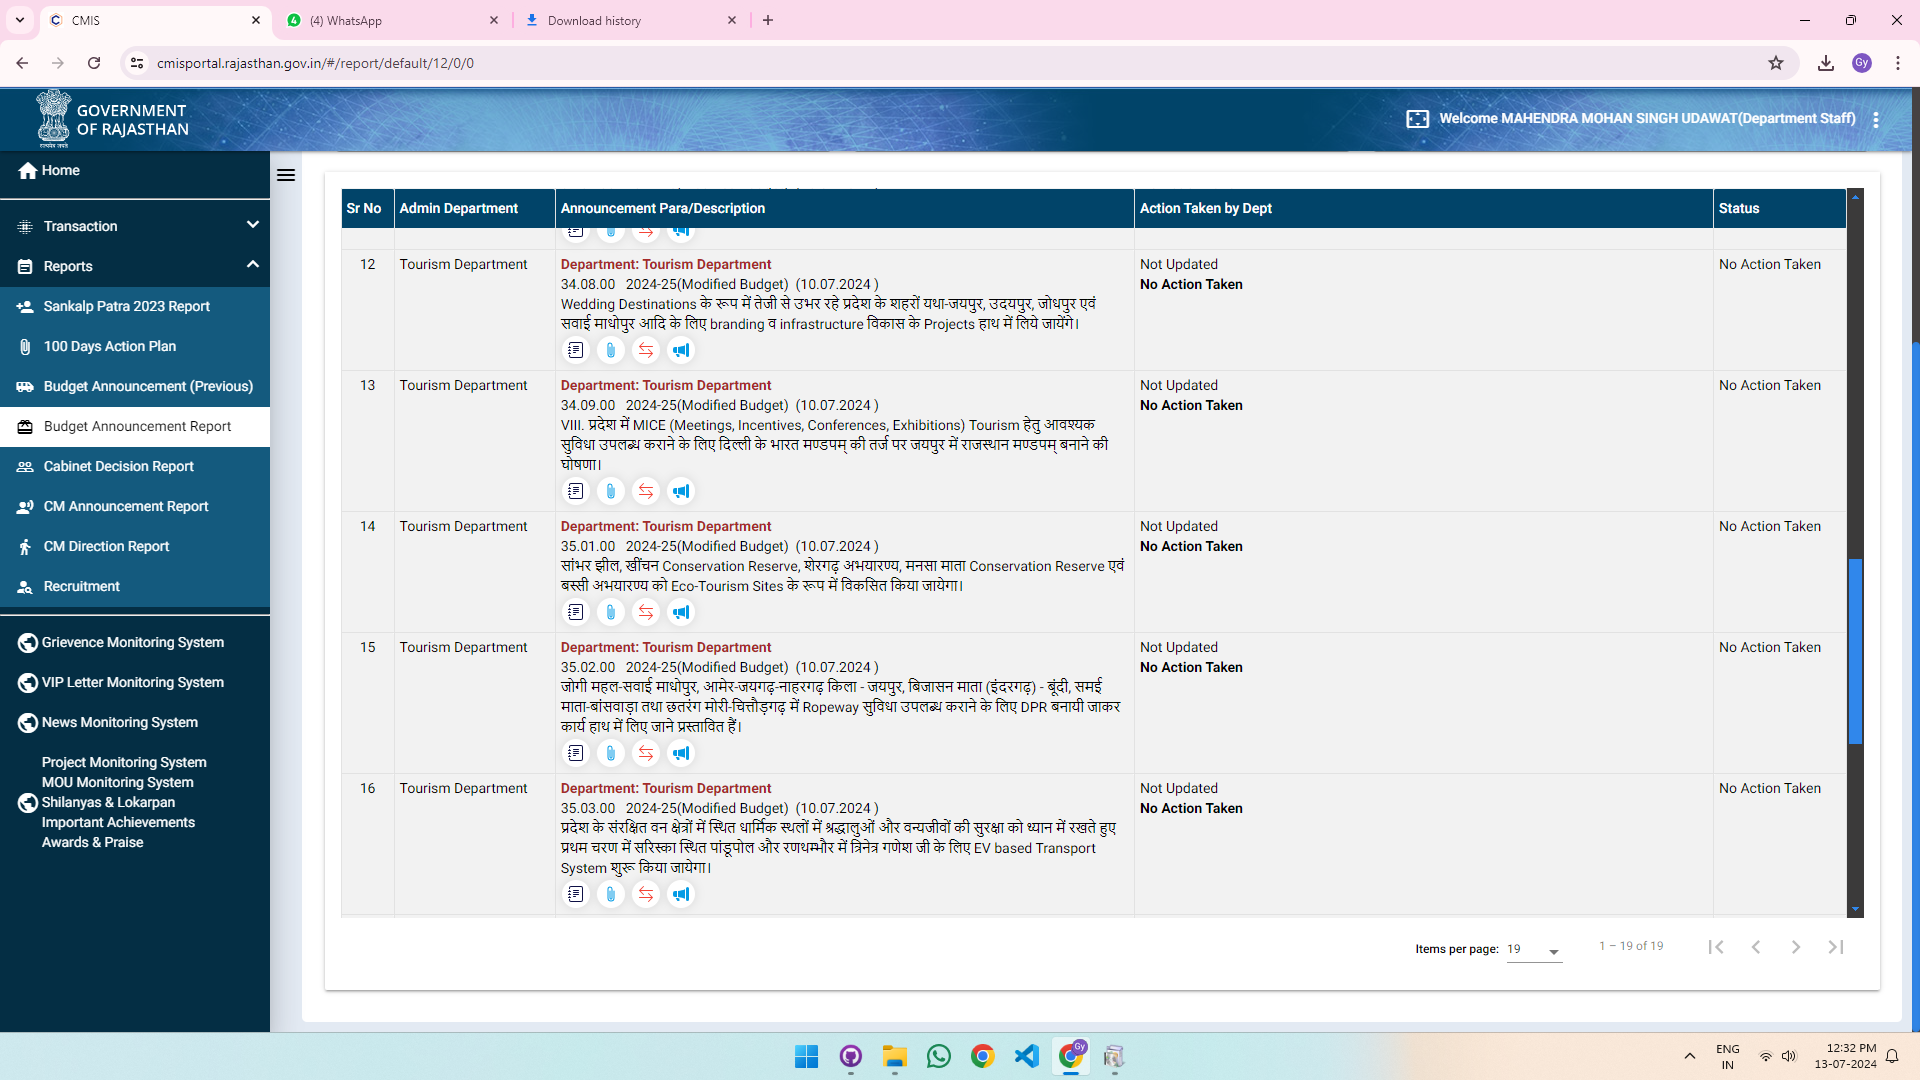 CMIS
(4) WhatsApp
Download history
cmisportal.rajasthan.gov.in/#/report/default/12/0/0
Gy
GOVERNMENT
OF RAJASTHAN
Welcome MAHENDRA MOHAN SINGH UDAWAT(Department Staff)
Home
Transaction
Reports
Sankalp Patra 2023 Report
100 Days Action Plan
Budget Announcement (Previous)
Budget Announcement Report
Cabinet Decision Report
CM Announcement Report
CM Direction Report
Recruitment
Grievence Monitoring System
VIP Letter Monitoring System
News Monitoring System
Project Monitoring System
MOU Monitoring System
Shilanyas & Lokarpan
Important Achievements
Awards & Praise
Sr No Admin Department Announcement Para/Description Action Taken by Dept Status
12 Tourism Department Department: Tourism Department Not Updated No Action Taken
34.08.00 2024-25(Modified Budget) (10.07.2024 ) No Action Taken
Wedding Destinations के रूप में तेजी से उभर रहे प्रदेश के शहरों यथा-जयपुर, उदयपुर, जोधपुर एवं
सवाई माधोपुर आदि के लिए branding व infrastructure विकास के Projects हाथ में लिये जायेंगे।
13 Tourism Department Department: Tourism Department Not Updated No Action Taken
34.09.00 2024-25(Modified Budget) (10.07.2024 ) No Action Taken
VIII. प्रदेश में MICE (Meetings, Incentives, Conferences, Exhibitions) Tourism हेतु आवश्यक
सुविधा उपलब्ध कराने के लिए दिल्ली के भारत मण्डपम् की तर्ज पर जयपुर में राजस्थान मण्डपम् बनाने की
घोषणा।
14 Tourism Department Department: Tourism Department Not Updated No Action Taken
35.01.00 2024-25(Modified Budget) (10.07.2024 ) No Action Taken
सांभर झील, खींचन Conservation Reserve, शेरगढ़ अभयारण्य, मनसा माता Conservation Reserve एवं
बस्सी अभयारण्य को Eco-Tourism Sites के रूप में विकसित किया जायेगा।
15 Tourism Department Department: Tourism Department Not Updated No Action Taken
35.02.00 2024-25(Modified Budget) (10.07.2024 ) No Action Taken
जोगी महल-सवाई माधोपुर, आमेर-जयगढ़-नाहरगढ़ किला - जयपुर, बिजासन माता (इंदरगढ़) - बूंदी, समई
माता-बांसवाड़ा तथा छतरंग मोरी-चित्तौड़गढ़ में Ropeway सुविधा उपलब्ध कराने के लिए DPR बनायी जाकर
कार्य हाथ में लिए जाने प्रस्तावित हैं।
16 Tourism Department Department: Tourism Department Not Updated No Action Taken
35.03.00 2024-25(Modified Budget) (10.07.2024 ) No Action Taken
प्रदेश के संरक्षित वन क्षेत्रों में स्थित धार्मिक स्थलों में श्रद्धालुओं और वन्यजीवों की सुरक्षा को ध्यान में रखते हुए
प्रथम चरण में सरिस्का स्थित पांडूपोल और रणथम्भौर में त्रिनेत्र गणेश जी के लिए EV based Transport
System शुरू किया जायेगा।
Items per page: 19 1 – 19 of 19
ENG
IN
12:32 PM
13-07-2024